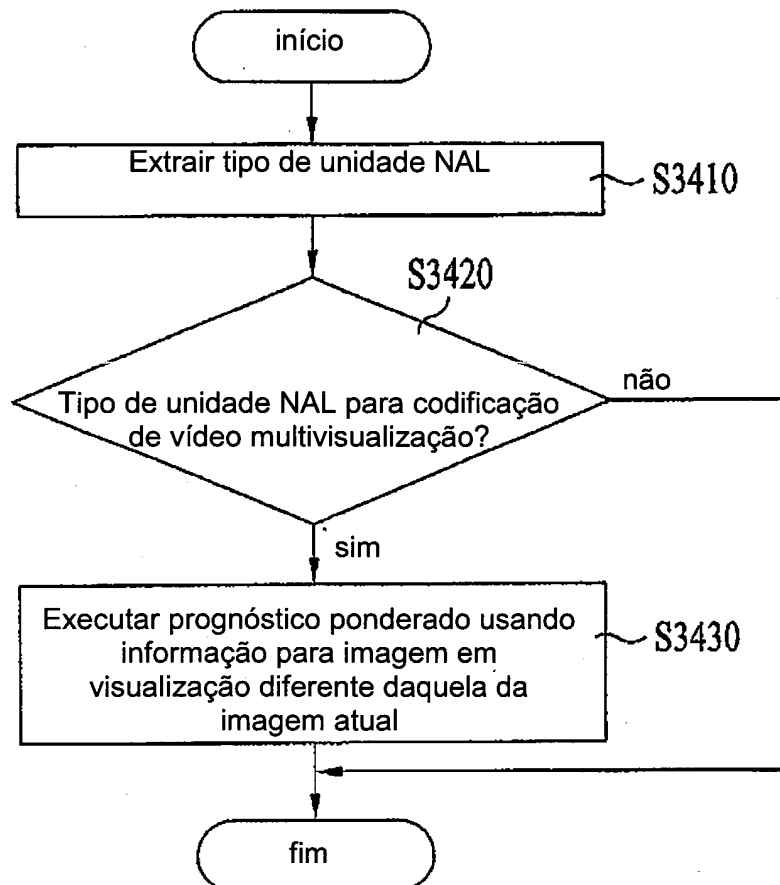 início
Extrair tipo de unidade NAL
S3410
S3420
não
Tipo de unidade NAL para codificação
de vídeo multivisualização?
sim
Executar prognóstico ponderado usando
informação para imagem em
visualização diferente daquela da
imagem atual
S3430
fim